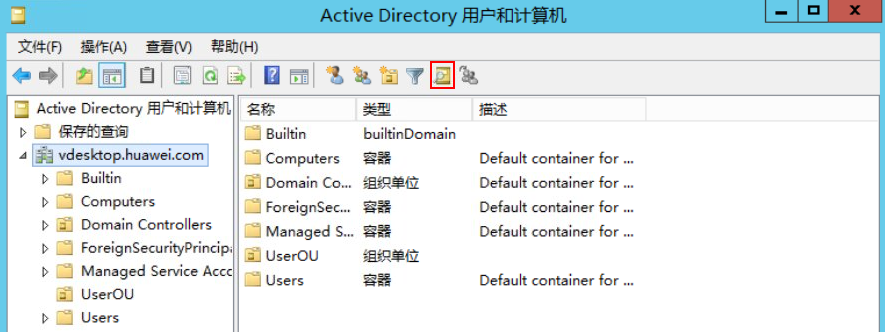 Active Directory 用户和计算机
文件(F) 操作(A) 查看(V) 帮助(H)
Active Directory 用户和计算机
保存的查询
vdesktop.huawei.com
Builtin
Computers
Domain Controllers
ForeignSecurityPrincipa
Managed Service Acco
UserOU
Users
名称 类型 描述
Builtin builtinDomain
Computers 容器 Default container for ...
Domain Co... 组织单位 Default container for ...
ForeignSec... 容器 Default container for ...
Managed S... 容器 Default container for ...
UserOU 组织单位
Users 容器 Default container for ...